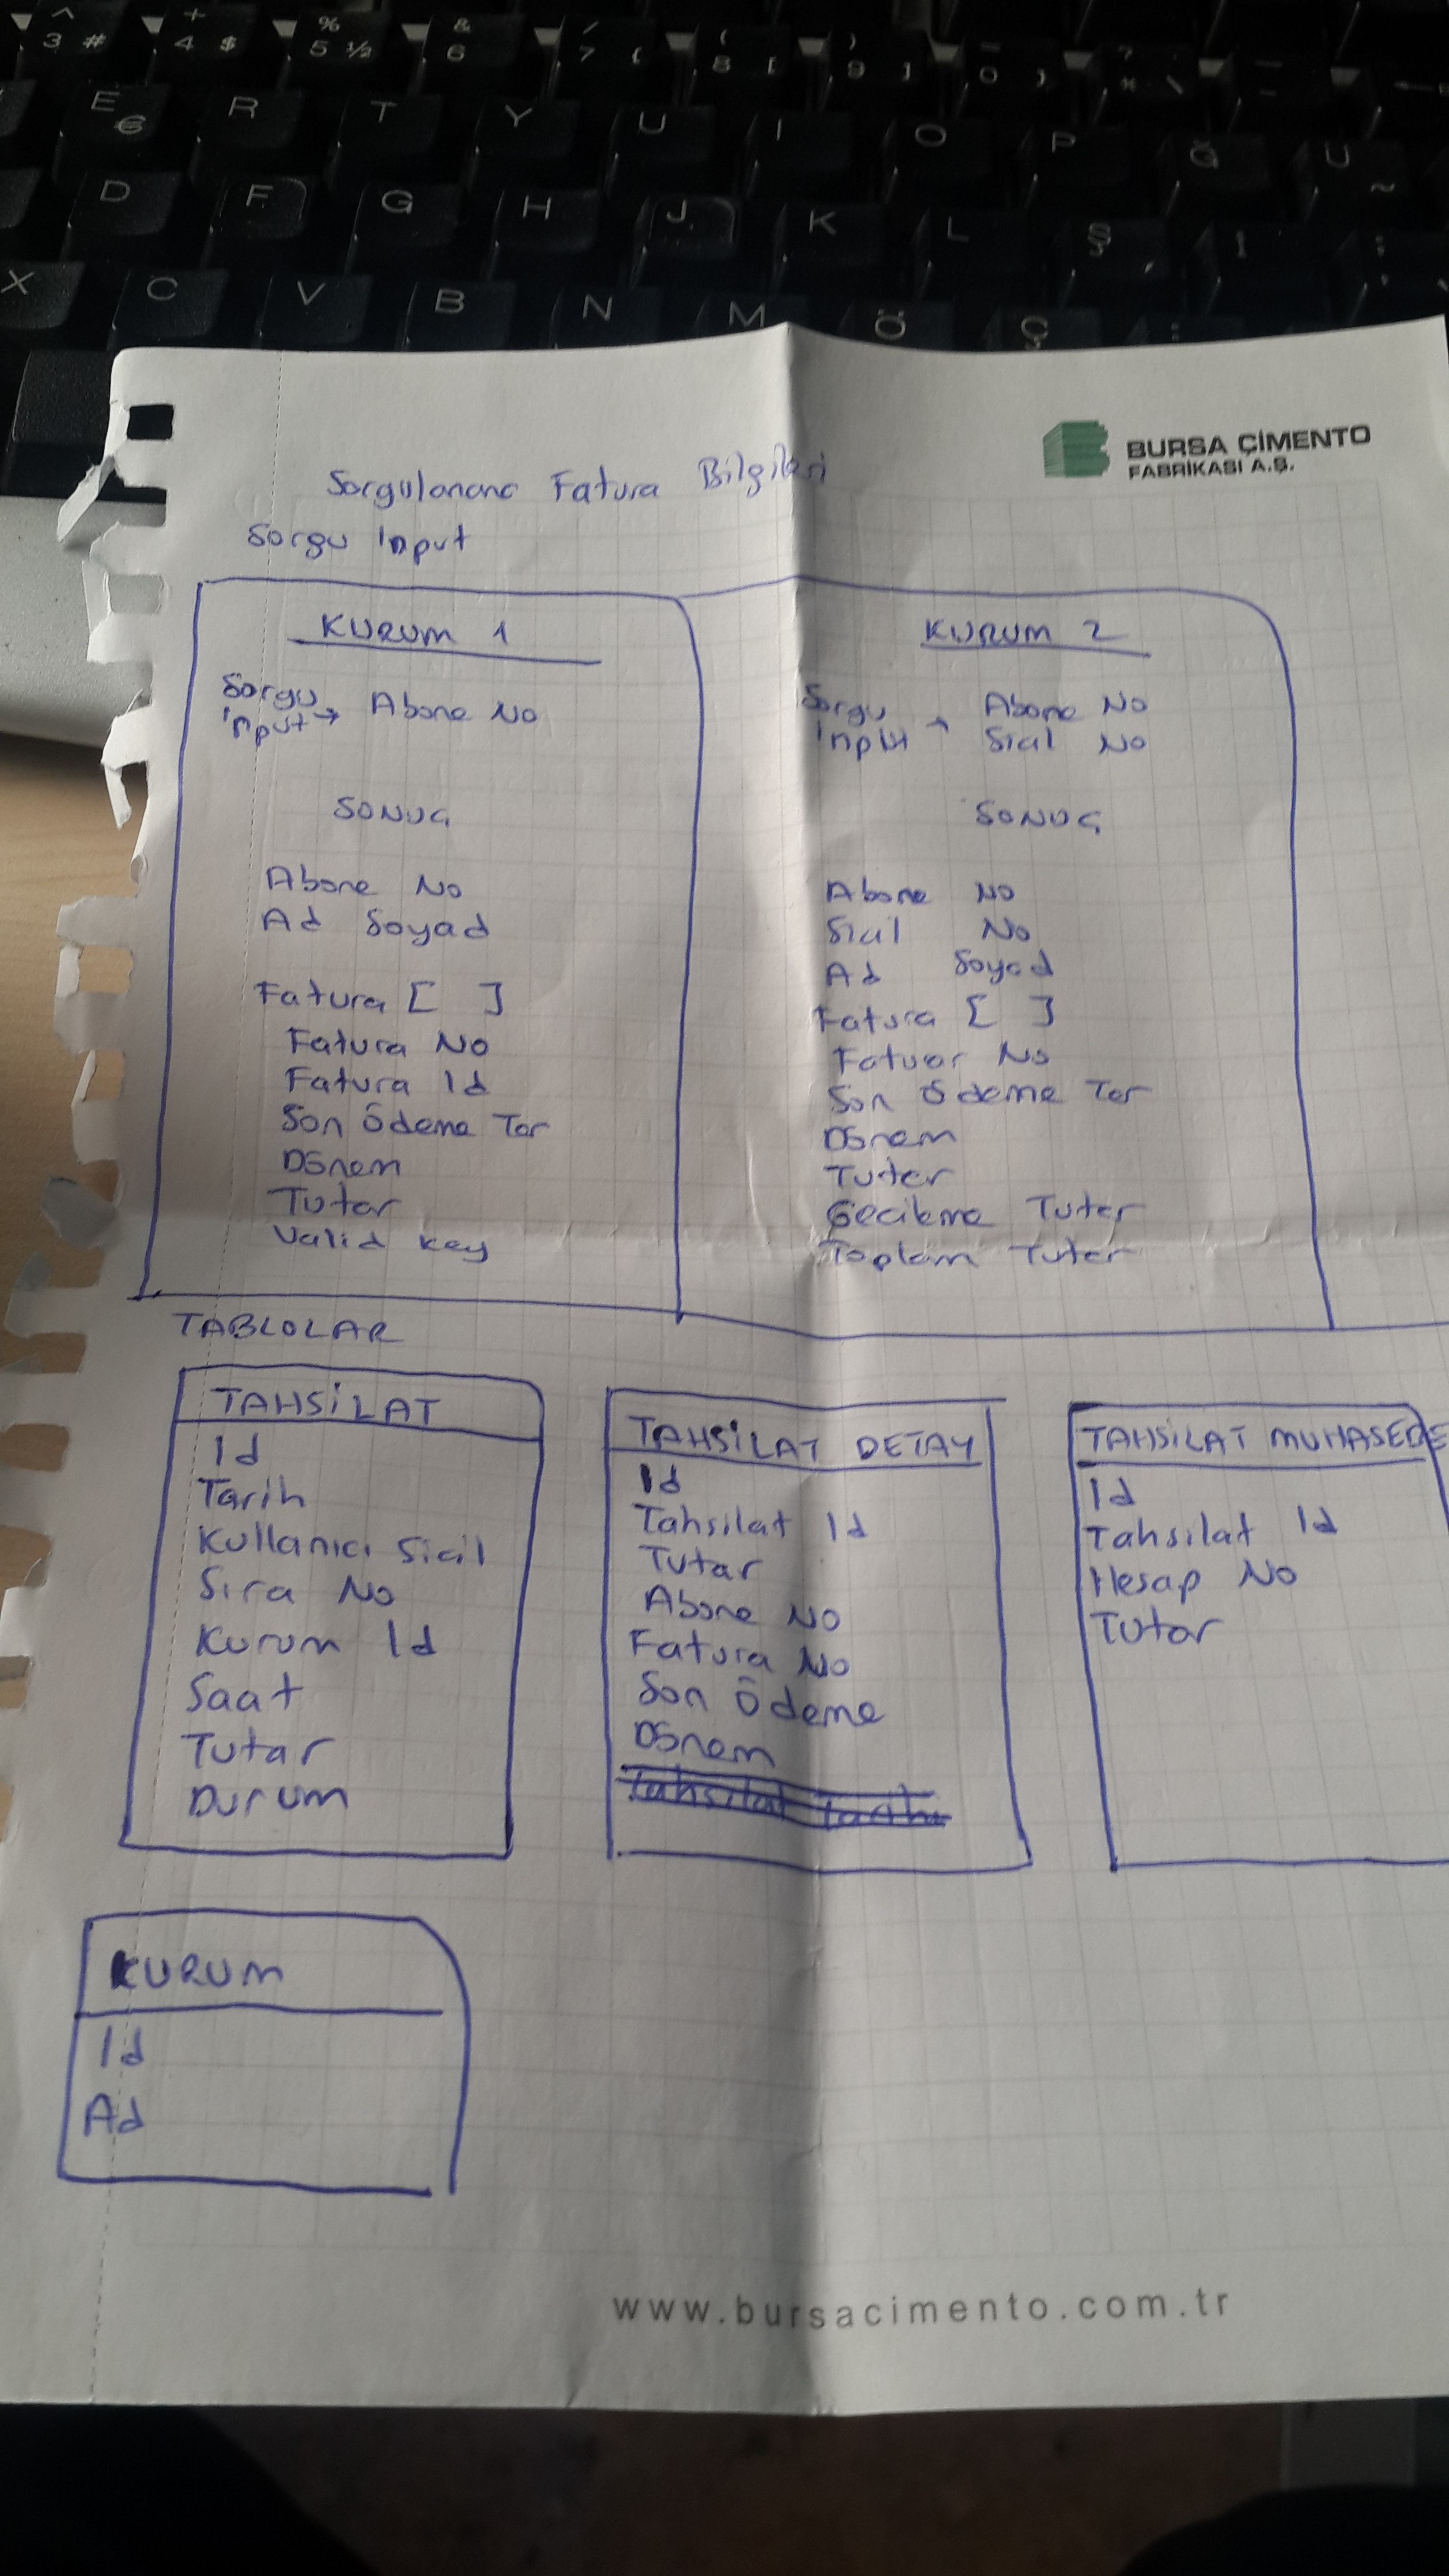 ^ + % & / ( ) = ?
3 # 4 $ 5 ½ 6 7 { 8 [ 9 ] 0 } * \ -
E € R T Y U I O P Ğ Ü ~
D F G H J K L Ş İ ;
X C V B N M Ö Ç :
BURSA ÇİMENTO
FABRİKASI A.Ş.
Sorgulanana Fatura Bilgileri
Sorgu Input
KURUM 1
Sorgu
Input → Abone No
SONUÇ
Abone No
Ad Soyad
Fatura [ ]
Fatura No
Fatura Id
Son Ödeme Tar
Dönem
Tutar
Valid Key
KURUM 2
Sorgu
Input → Abone No
Sicil No
SONUÇ
Abone No
Sicil No
Ad Soyad
Fatura [ ]
Fatuar No
Son Ödeme Tar
Dönem
Tutar
Gecikme Tutar
Toplam Tutar
TABLOLAR
TAHSİLAT
Id
Tarih
Kullanıcı Sicil
Sıra No
Kurum Id
Saat
Tutar
Durum
TAHSİLAT DETAY
Id
Tahsilat Id
Tutar
Abone No
Fatura No
Son Ödeme
Dönem
Tahsilat Tarihi
TAHSİLAT MUHASEBE
Id
Tahsilat Id
Hesap No
Tutar
KURUM
Id
Ad
www.bursacimento.com.tr